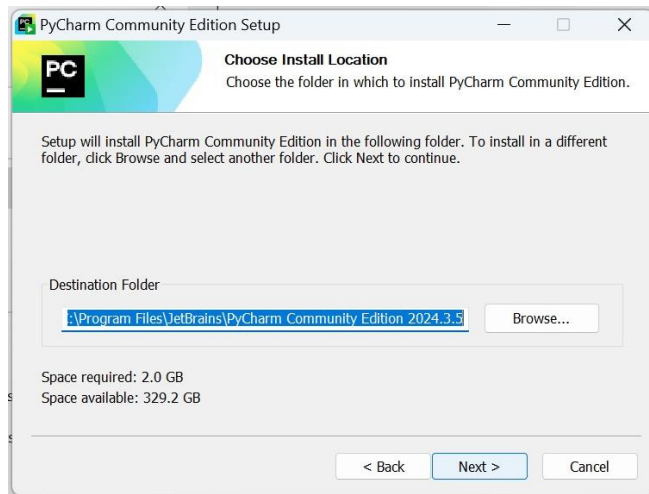 PyCharm Community Edition Setup
PC
Choose Install Location
Choose the folder in which to install PyCharm Community Edition.
Setup will install PyCharm Community Edition in the following folder. To install in a different
folder, click Browse and select another folder. Click Next to continue.
Destination Folder
:\Program Files\JetBrains\PyCharm Community Edition 2024.3.5
Browse...
Space required: 2.0 GB
Space available: 329.2 GB
< Back
Next >
Cancel